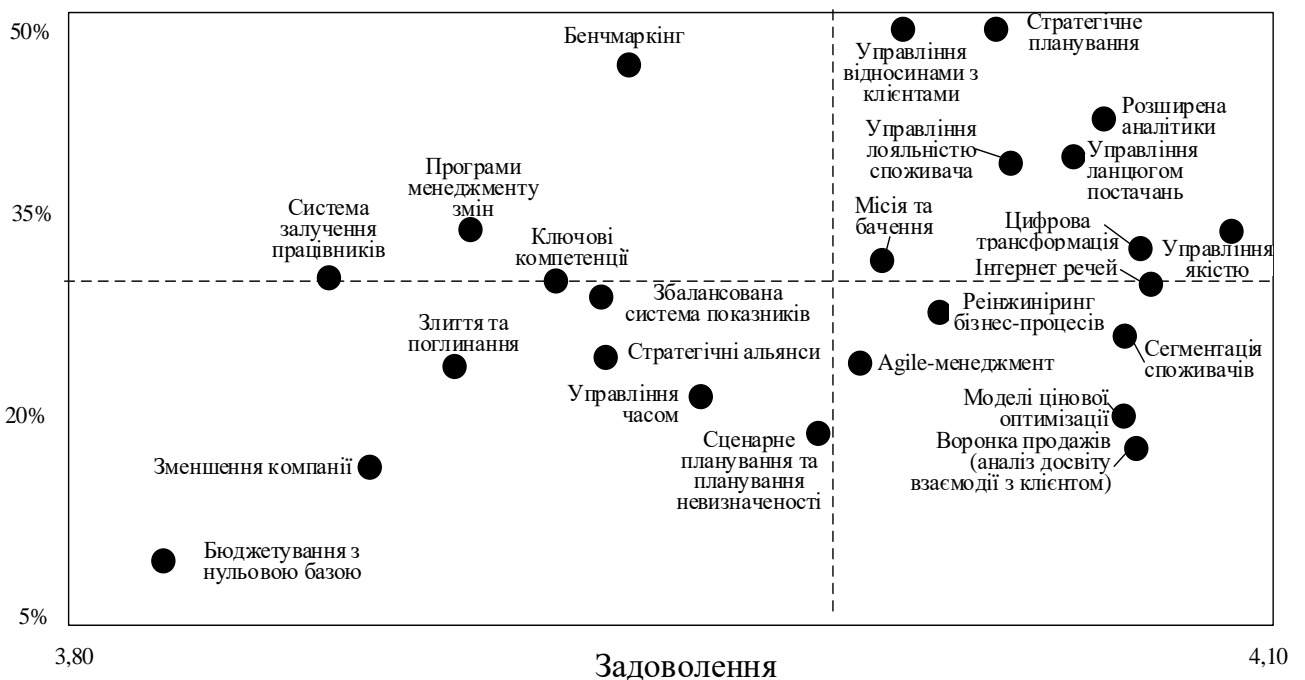 50%
Бенчмаркінг
Управління
відносинами з
клієнтами
Стратегічне
планування
Розширена
аналітики
Управління
лояльністю
споживача
Управління
ланцюгом
постачань
Програми
менеджменту
змін
Система
залучення
працівників
35%
Ключові
компетенції
Місія та
бачення
Цифрова
трансформація
Управління
якістю
Інтернет речей
Збалансована
система показників
Реінжиніринг
бізнес-процесів
Злиття та
поглинання
Стратегічні альянси
Agile-менеджмент
Сегментація
споживачів
Управління
часом
20%
Моделі цінової
оптимізації
Сценарне
планування та
планування
невизначеності
Воронка продажів
(аналіз досвіту
взаємодії з клієнтом)
Зменшення компанії
Бюджетування з
нульовою базою
5%
3,80
Задоволення
4,10